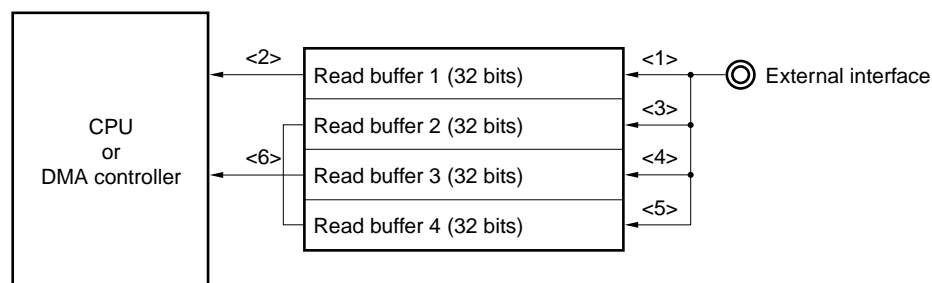 <2>
<1>
Read buffer 1 (32 bits)
External interface
<3>
Read buffer 2 (32 bits)
CPU
or
DMA controller
<6>
<4>
Read buffer 3 (32 bits)
<5>
Read buffer 4 (32 bits)